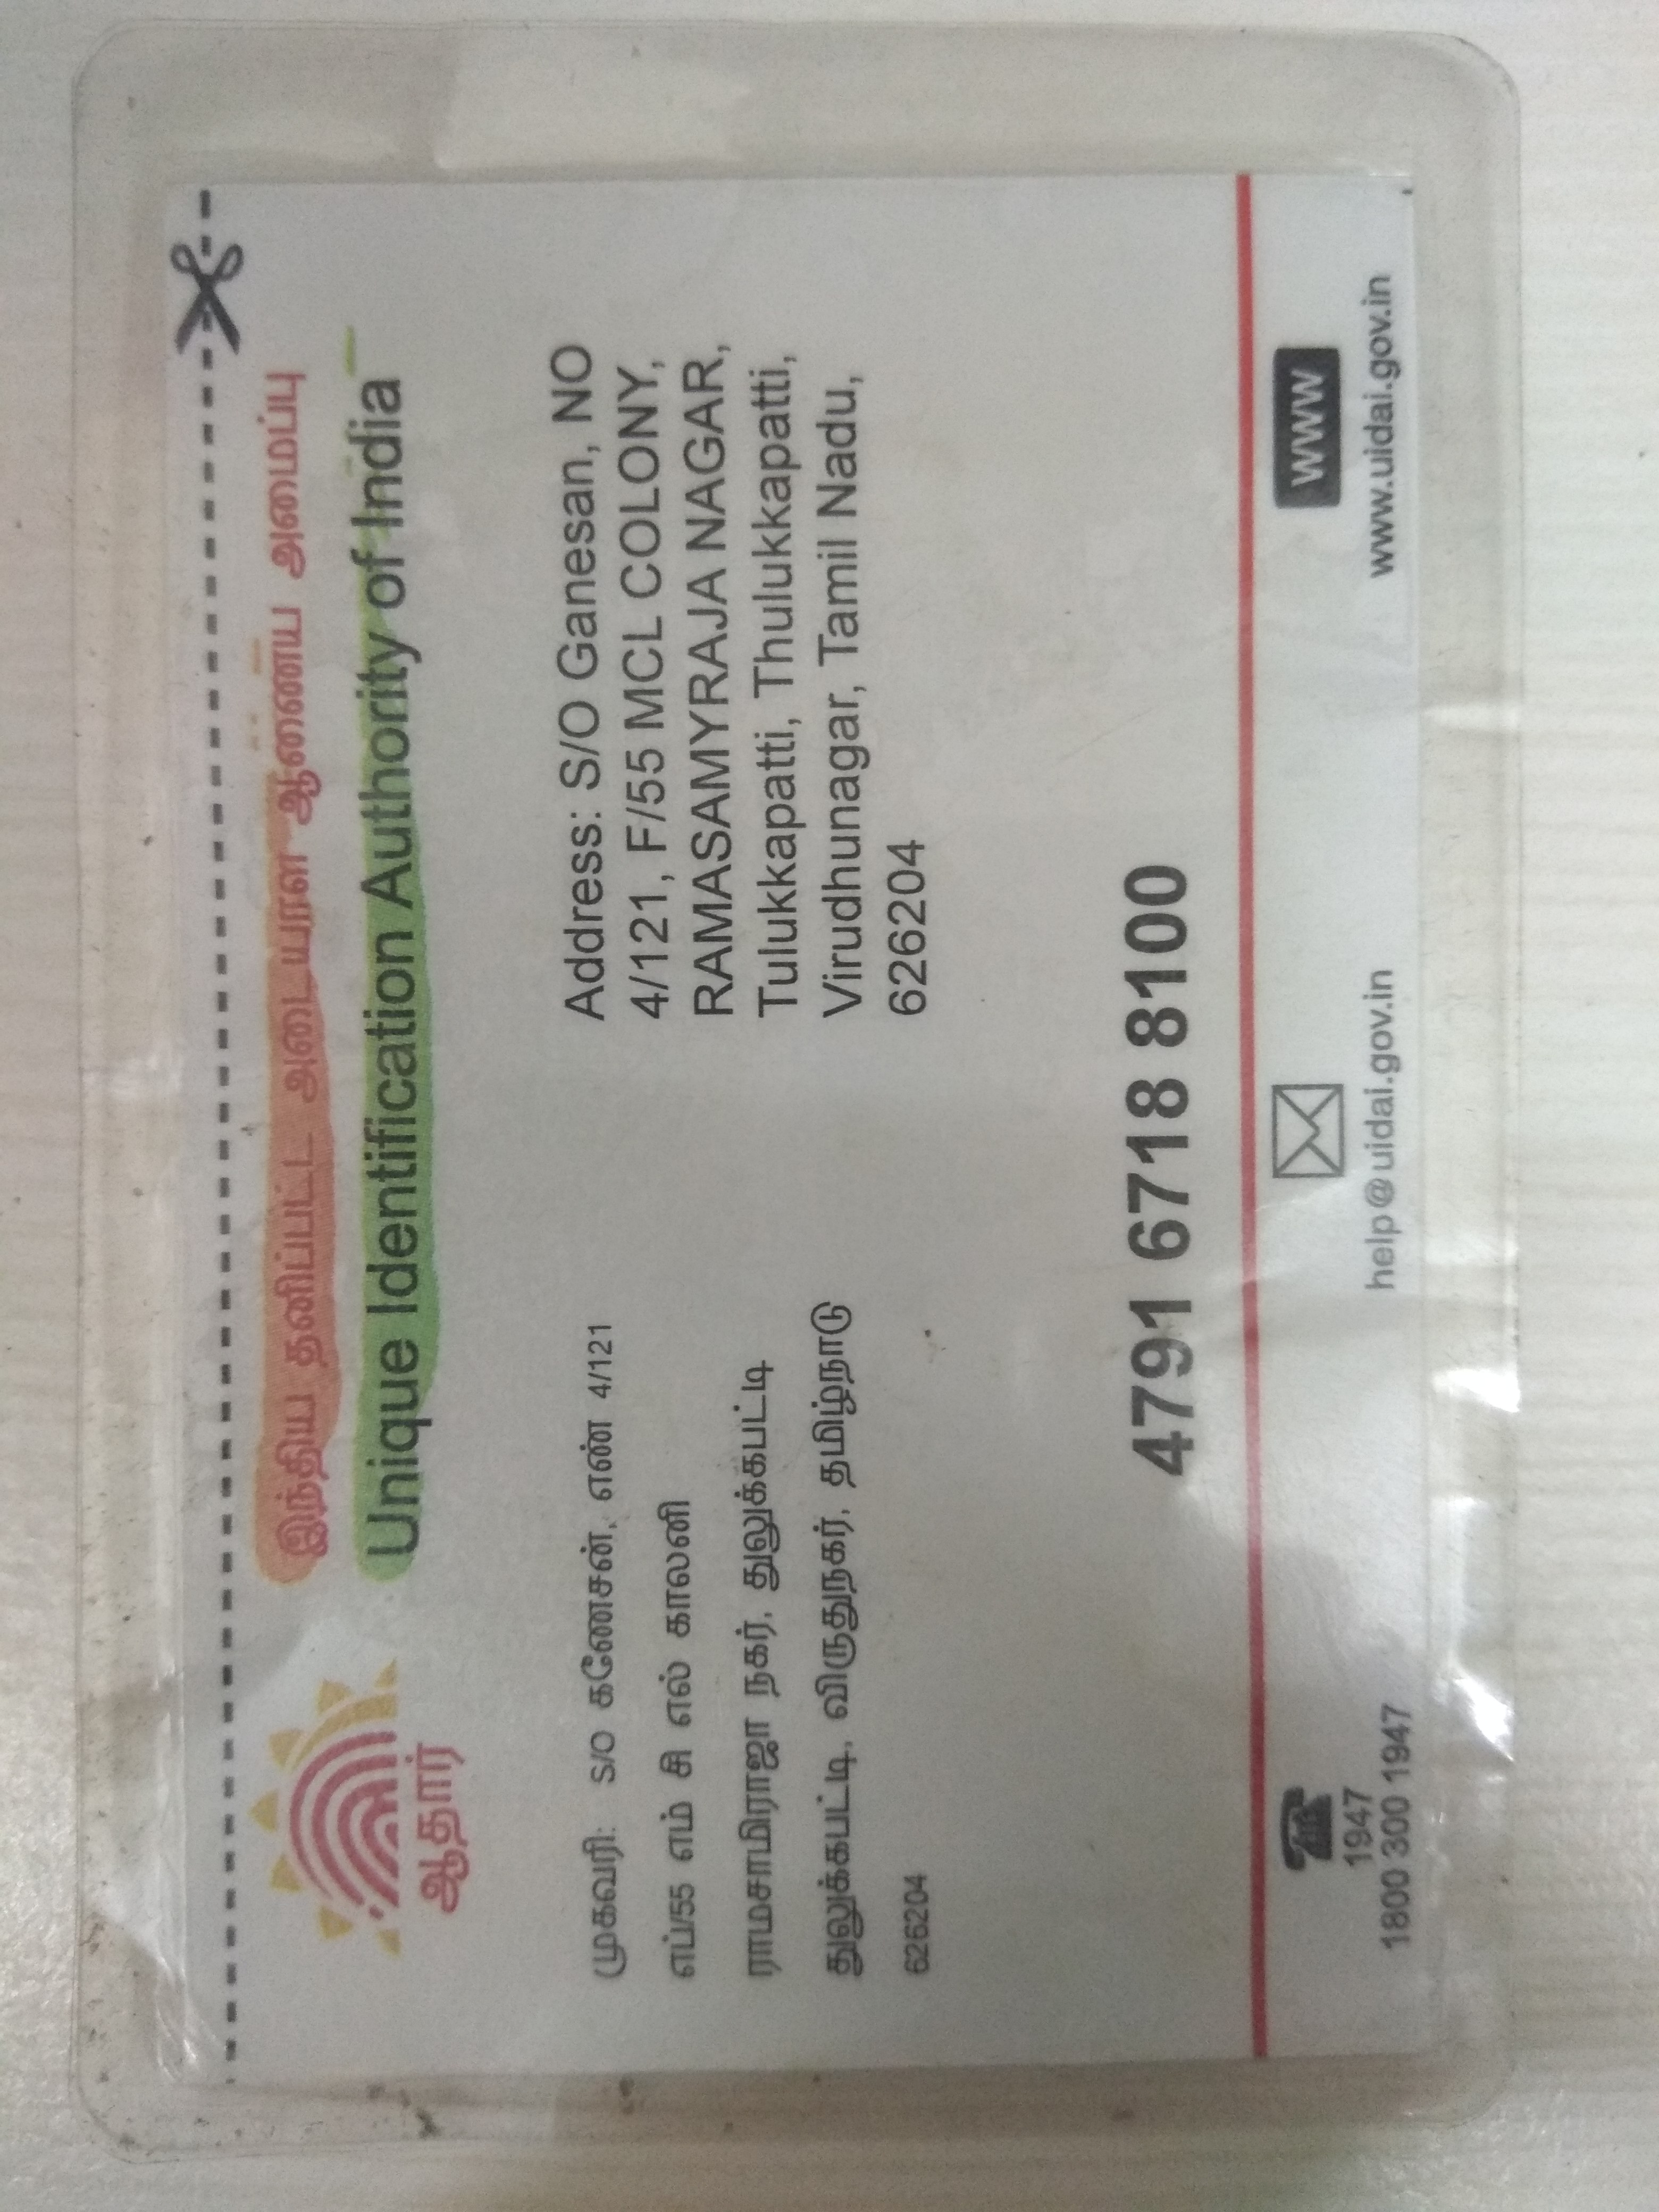 இந்திய தனிப்பட்ட அடையாள ஆணைய அமைப்பு
Unique Identification Authority of India
ஆதார்
முகவரி: S/O கணேசன், எண் 4/121
எப்/55 எம் சி எல் காலனி
ராமசாமிராஜா நகர், துலுக்கபட்டி
துலுக்கபட்டி, விருதுநகர், தமிழ்நாடு
626204
Address: S/O Ganesan, NO
4/121, F/55 MCL COLONY,
RAMASAMYRAJA NAGAR,
Tulukkapatti, Thulukkapatti,
Virudhunagar, Tamil Nadu,
626204
4791 6718 8100
1947
1800 300 1947
help@uidai.gov.in
WWW
www.uidai.gov.in